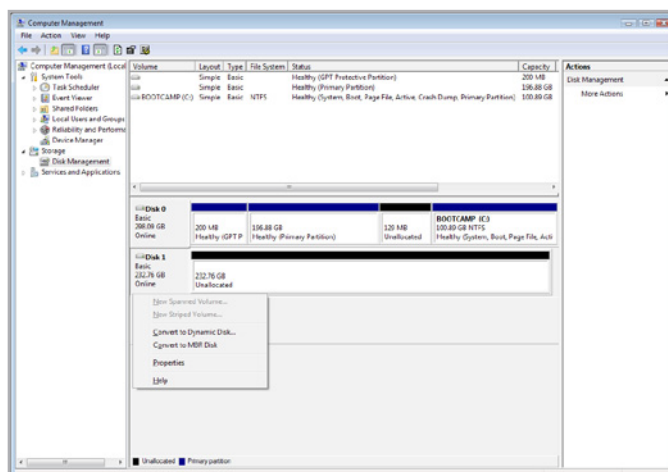 Computer Management
File Action View Help
Computer Management (Local
System Tools
Task Scheduler
Event Viewer
Shared Folders
Local Users and Groups
Reliability and Performa
Device Manager
Storage
Disk Management
Services and Applications
Volume Layout Type File System Status Capacity
Simple Basic Healthy (GPT Protective Partition) 200 MB
Simple Basic Healthy (Primary Partition) 196.88 GB
BOOTCAMP (C:) Simple Basic NTFS Healthy (System, Boot, Page File, Active, Crash Dump, Primary Partition) 100.89 GB
Actions
Disk Management
More Actions
Disk 0
Basic
298.09 GB
Online
200 MB
Healthy (GPT P
196.88 GB
Healthy (Primary Partition)
129 MB
Unallocated
BOOTCAMP (C:)
100.89 GB NTFS
Healthy (System, Boot, Page File, Acti
Disk 1
Basic
232.76 GB
Online
232.76 GB
Unallocated
New Spanned Volume...
New Striped Volume...
Convert to Dynamic Disk...
Convert to MBR Disk
Properties
Help
Unallocated Primary partition